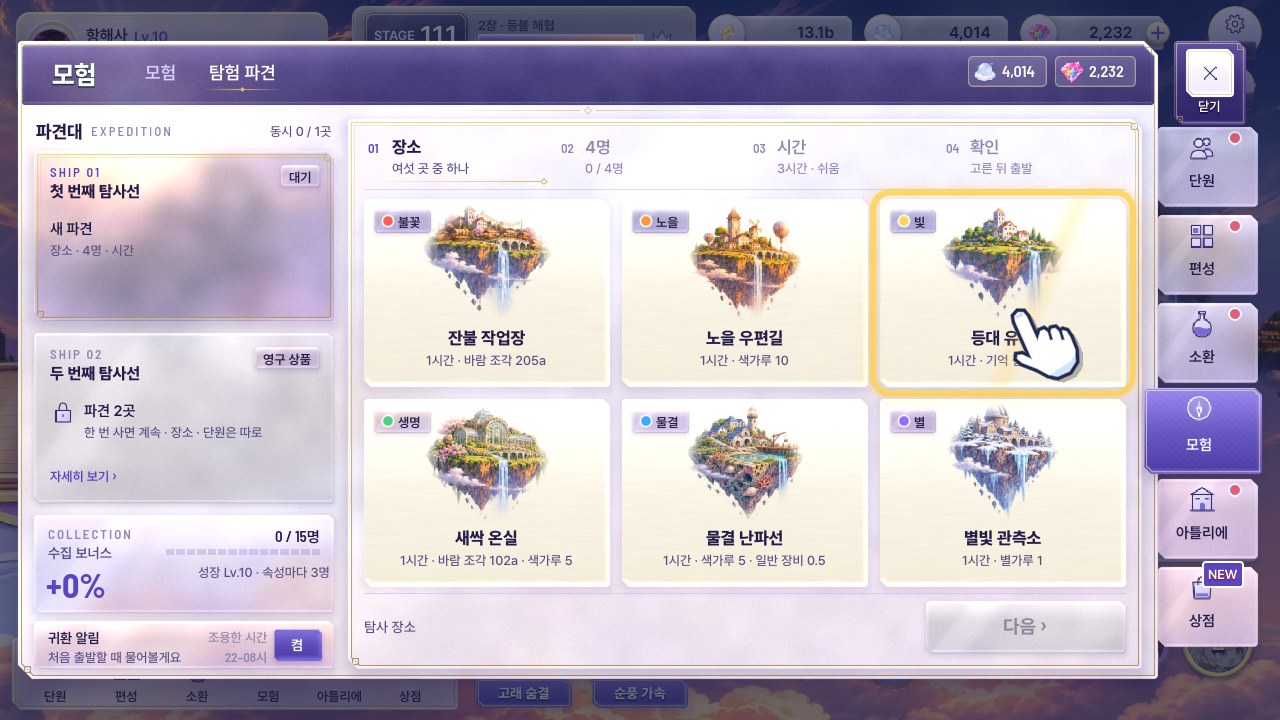 항해사 Lv.10
STAGE 111
2장 · 등불 해협
13.1b
4,014
2,232
모험
모험
탐험 파견
4,014
2,232
닫기
파견대 EXPEDITION
동시 0 / 1곳
SHIP 01
첫 번째 탐사선
대기
새 파견
장소 · 4명 · 시간
SHIP 02
두 번째 탐사선
영구 상품
파견 2곳
한 번 사면 계속 · 장소 · 단원은 따로
자세히 보기 ›
COLLECTION
수집 보너스
+0%
0 / 15명
성장 Lv.10 · 속성마다 3명
귀환 알림
처음 출발할 때 물어볼게요
조용한 시간
22-08시
켬
01 장소
여섯 곳 중 하나
02 4명
0 / 4명
03 시간
3시간 · 쉬움
04 확인
고른 뒤 출발
불꽃
잔불 작업장
1시간 · 바람 조각 205a
노을
노을 우편길
1시간 · 색가루 10
빛
등대 유
1시간 · 기억
생명
새싹 온실
1시간 · 바람 조각 102a · 색가루 5
물결
물결 난파선
1시간 · 색가루 5 · 일반 장비 0.5
별
별빛 관측소
1시간 · 별가루 1
탐사 장소
다음 ›
단원
편성
소환
모험
아틀리에
NEW
상점
단원
편성
소환
모험
아틀리에
상점
고래 숨결
순풍 가속